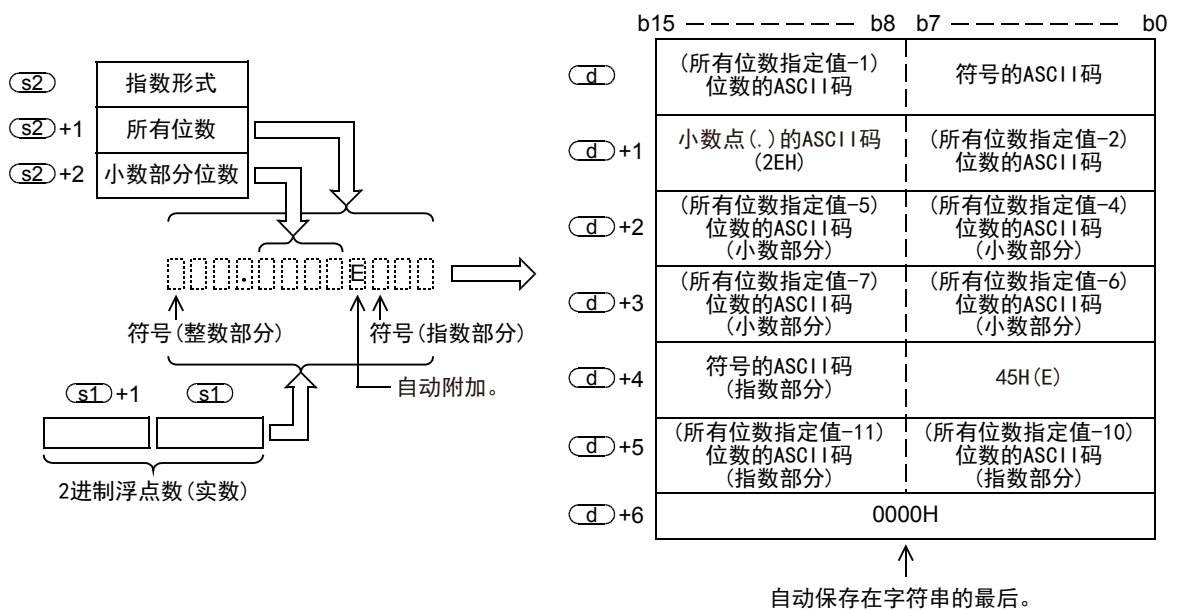 s2 指数形式
s2+1 所有位数
s2+2 小数部分位数
. E
符号(整数部分) 符号(指数部分)
自动附加。
s1+1 s1
2进制浮点数(实数)
b15 b8 b7 b0
d
(所有位数指定值-1)
位数的ASCII码
符号的ASCII码
d+1
小数点(.)的ASCII码
(2EH)
(所有位数指定值-2)
位数的ASCII码
d+2
(所有位数指定值-5)
位数的ASCII码
(小数部分)
(所有位数指定值-4)
位数的ASCII码
(小数部分)
d+3
(所有位数指定值-7)
位数的ASCII码
(小数部分)
(所有位数指定值-6)
位数的ASCII码
(小数部分)
d+4
符号的ASCII码
(指数部分)
45H(E)
d+5
(所有位数指定值-11)
位数的ASCII码
(指数部分)
(所有位数指定值-10)
位数的ASCII码
(指数部分)
d+6
0000H
自动保存在字符串的最后。